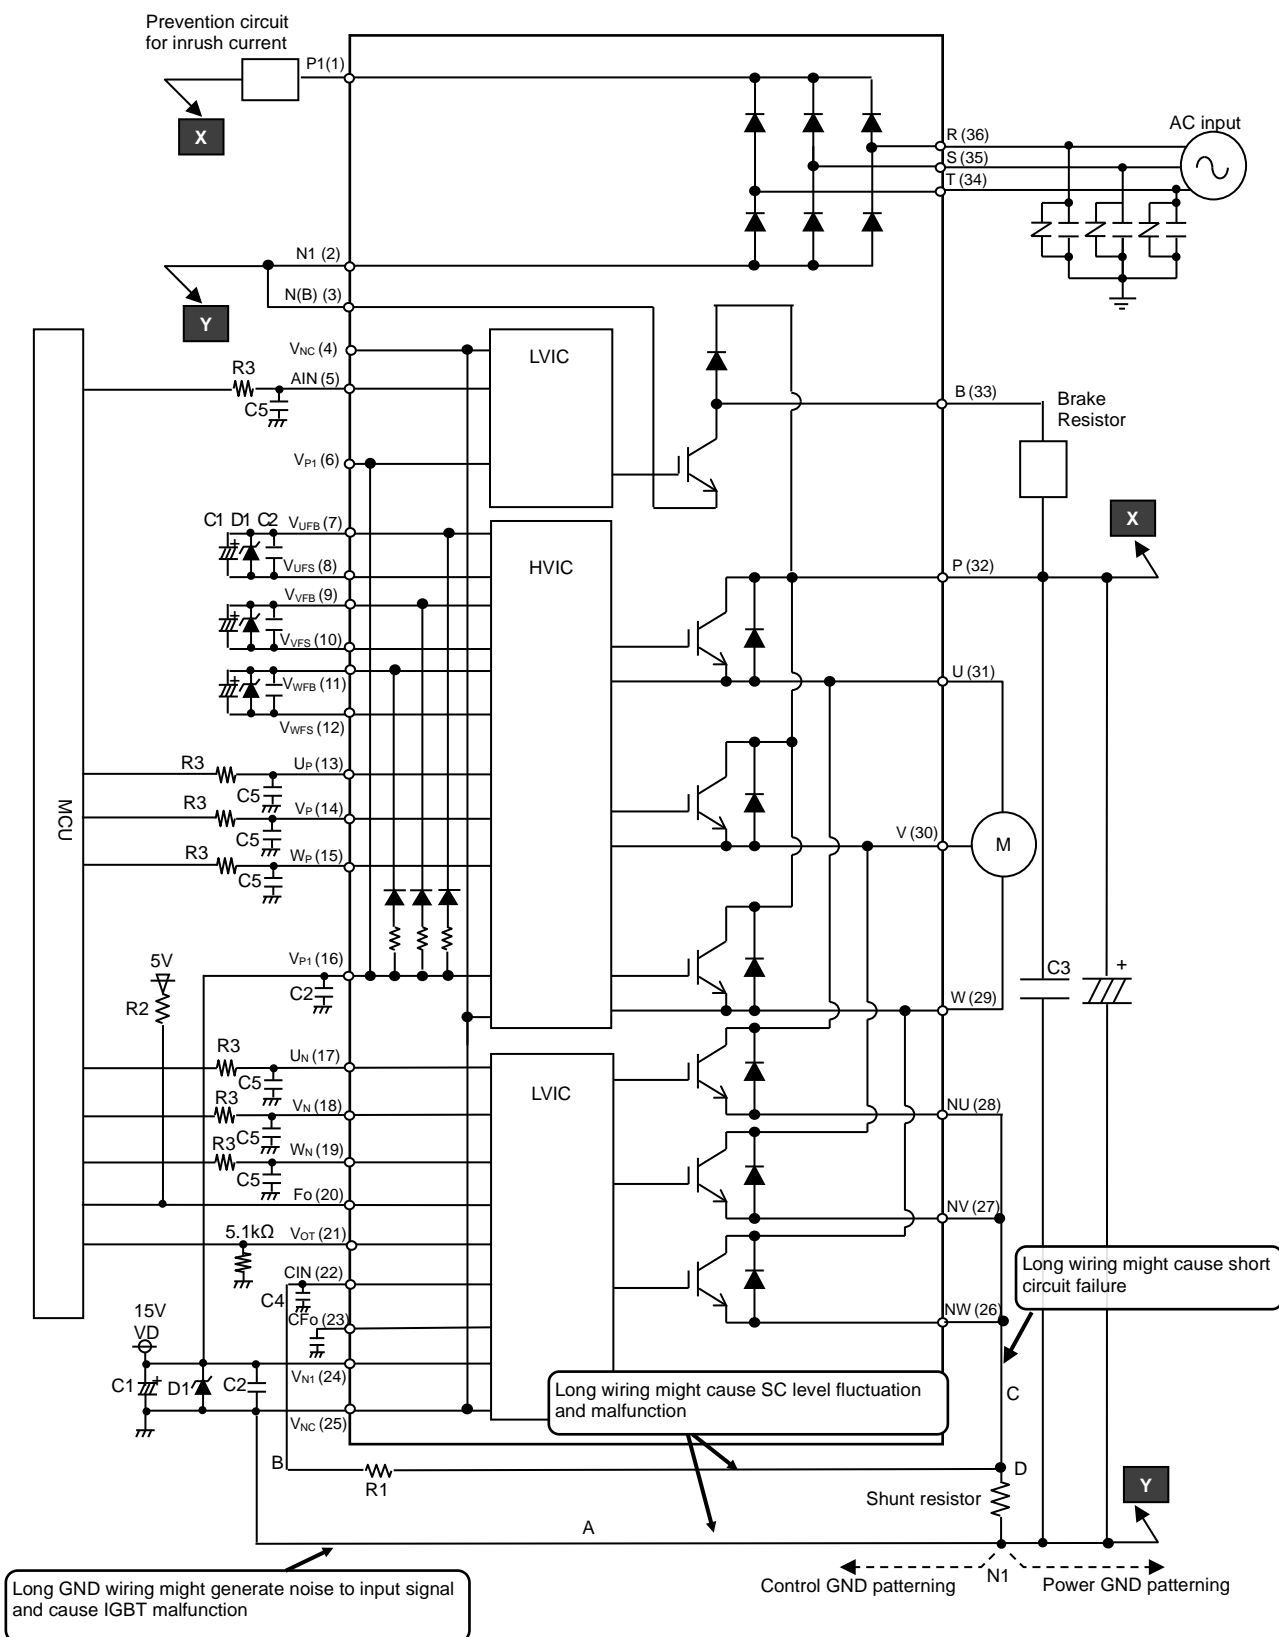 Prevention circuit
for inrush current
P1(1)
X
AC input
R (36)
S (35)
T (34)
N1 (2)
N(B) (3)
Y
VNC (4)
LVIC
R3
AIN (5)
C5
B (33)
Brake
Resistor
VP1 (6)
C1 D1 C2
VUFB (7)
X
VUFS (8)
HVIC
P (32)
VVFB (9)
VVFS (10)
VWFB (11)
U (31)
VWFS (12)
R3
UP (13)
C5
R3
VP (14)
MCU
C5
V (30)
M
R3
WP (15)
C5
5V
VP1 (16)
C2
C3
+
R2
W (29)
R3
UN (17)
C5
LVIC
R3
VN (18)
NU (28)
C5
R3
WN (19)
C5
Fo (20)
NV (27)
5.1kΩ
VOT (21)
Long wiring might cause short
circuit failure
CIN (22)
C4
15V
VD
CFo (23)
NW (26)
C1
D1
C2
VN1 (24)
Long wiring might cause SC level fluctuation
and malfunction
C
VNC (25)
B
R1
D
Shunt resistor
Y
A
N1
Control GND patterning
Power GND patterning
Long GND wiring might generate noise to input signal
and cause IGBT malfunction